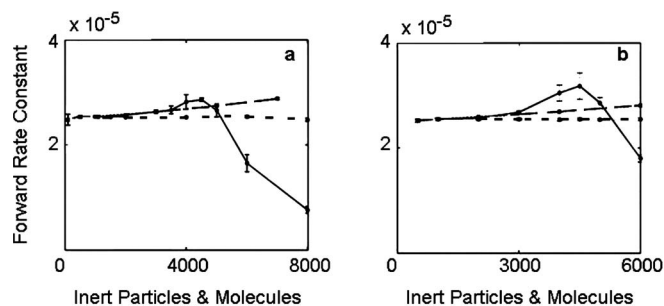 x 10-5
4
a
2
0
4000
8000
Inert Particles & Molecules
Forward Rate Constant
x 10-5
4
b
2
0
3000
6000
Inert Particles & Molecules